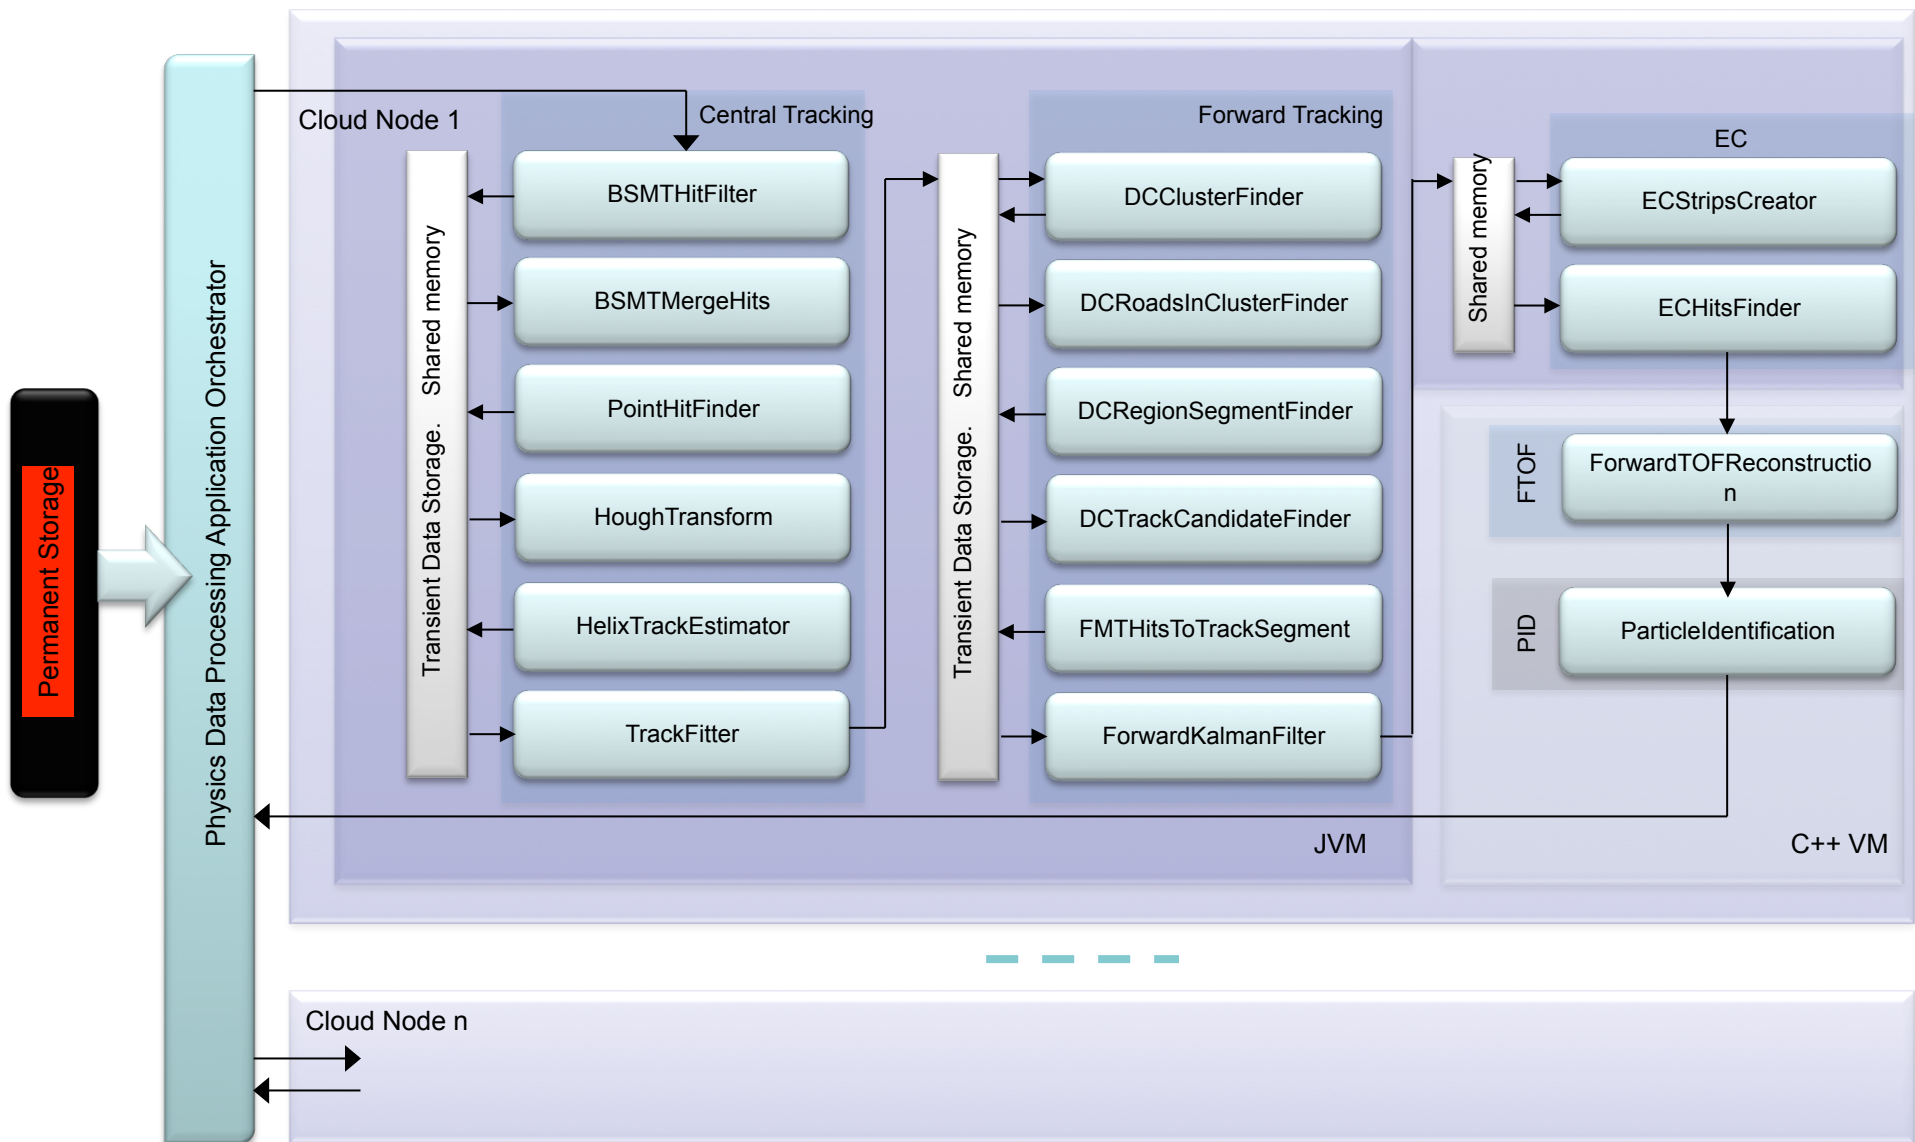 Permanent Storage
Physics Data Processing Application Orchestrator
Cloud Node 1
Central Tracking
Transient Data Storage.   Shared memory
BSMTHitFilter
BSMTMergeHits
PointHitFinder
HoughTransform
HelixTrackEstimator
TrackFitter
Forward Tracking
Transient Data Storage.   Shared memory
DCClusterFinder
DCRoadsInClusterFinder
DCRegionSegmentFinder
DCTrackCandidateFinder
FMTHitsToTrackSegment
ForwardKalmanFilter
JVM
EC
Shared memory
ECStripsCreator
ECHitsFinder
FTOF
ForwardTOFReconstructio
n
PID
ParticleIdentification
C++ VM
Cloud Node n